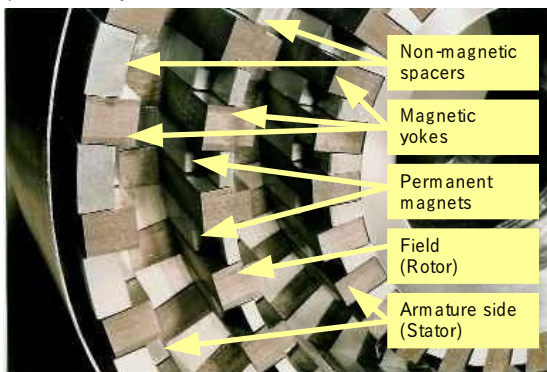 Non-magnetic
spacers
Magnetic
yokes
Permanent
magnets
Field
(Rotor)
Armature side
(Stator)